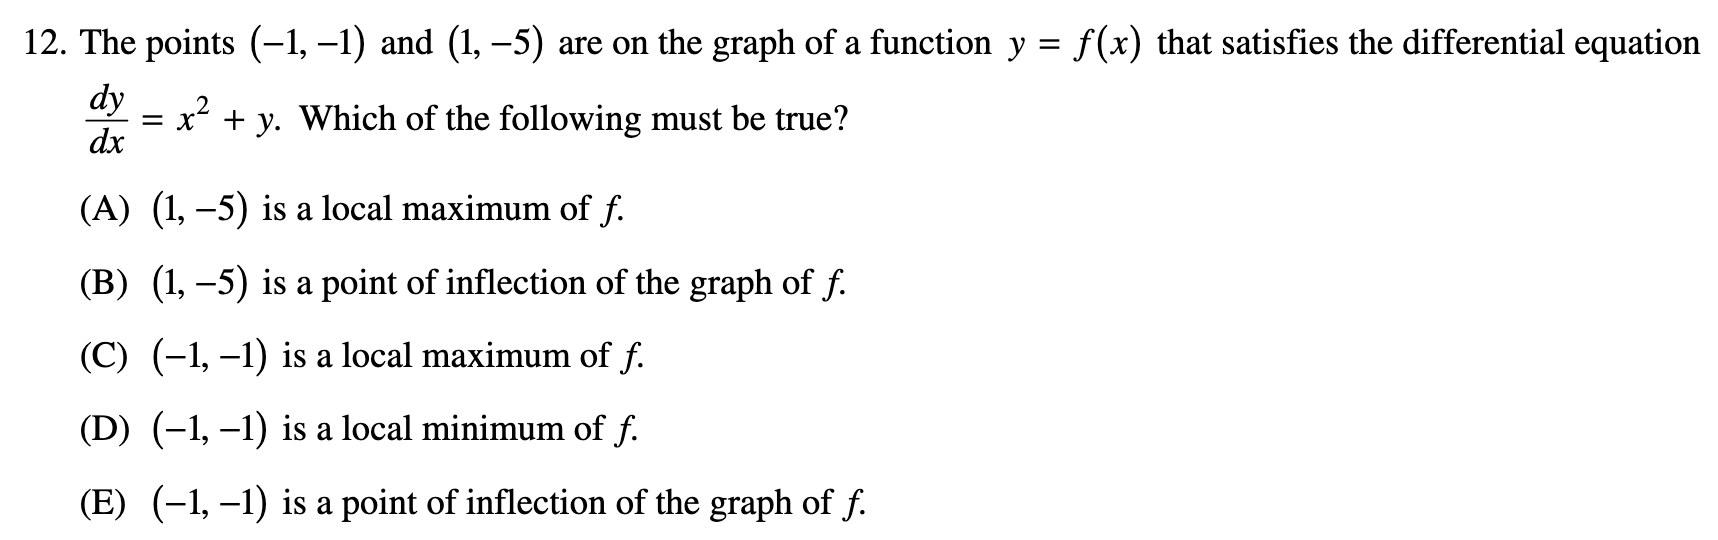 12. The points (−1, −1) and (1, −5) are on the graph of a function y = f(x) that satisfies the differential equation
dy/dx = x² + y. Which of the following must be true?
(A) (1, −5) is a local maximum of f.
(B) (1, −5) is a point of inflection of the graph of f.
(C) (−1, −1) is a local maximum of f.
(D) (−1, −1) is a local minimum of f.
(E) (−1, −1) is a point of inflection of the graph of f.